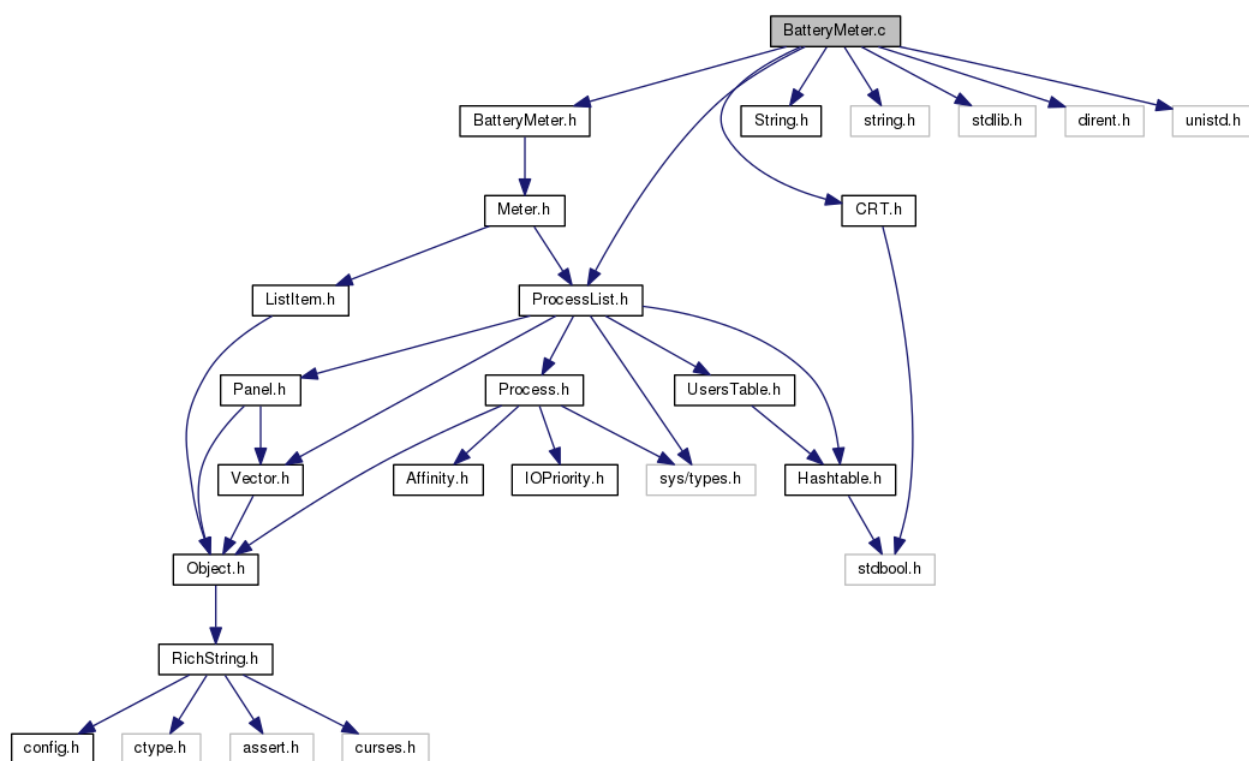 BatteryMeter.c
BatteryMeter.h
String.h
string.h
stdlib.h
dirent.h
unistd.h
Meter.h
CRT.h
ListItem.h
ProcessList.h
Panel.h
Process.h
UsersTable.h
Vector.h
Affinity.h
IOPriority.h
sys/types.h
Hashtable.h
Object.h
stdbool.h
RichString.h
config.h
ctype.h
assert.h
curses.h